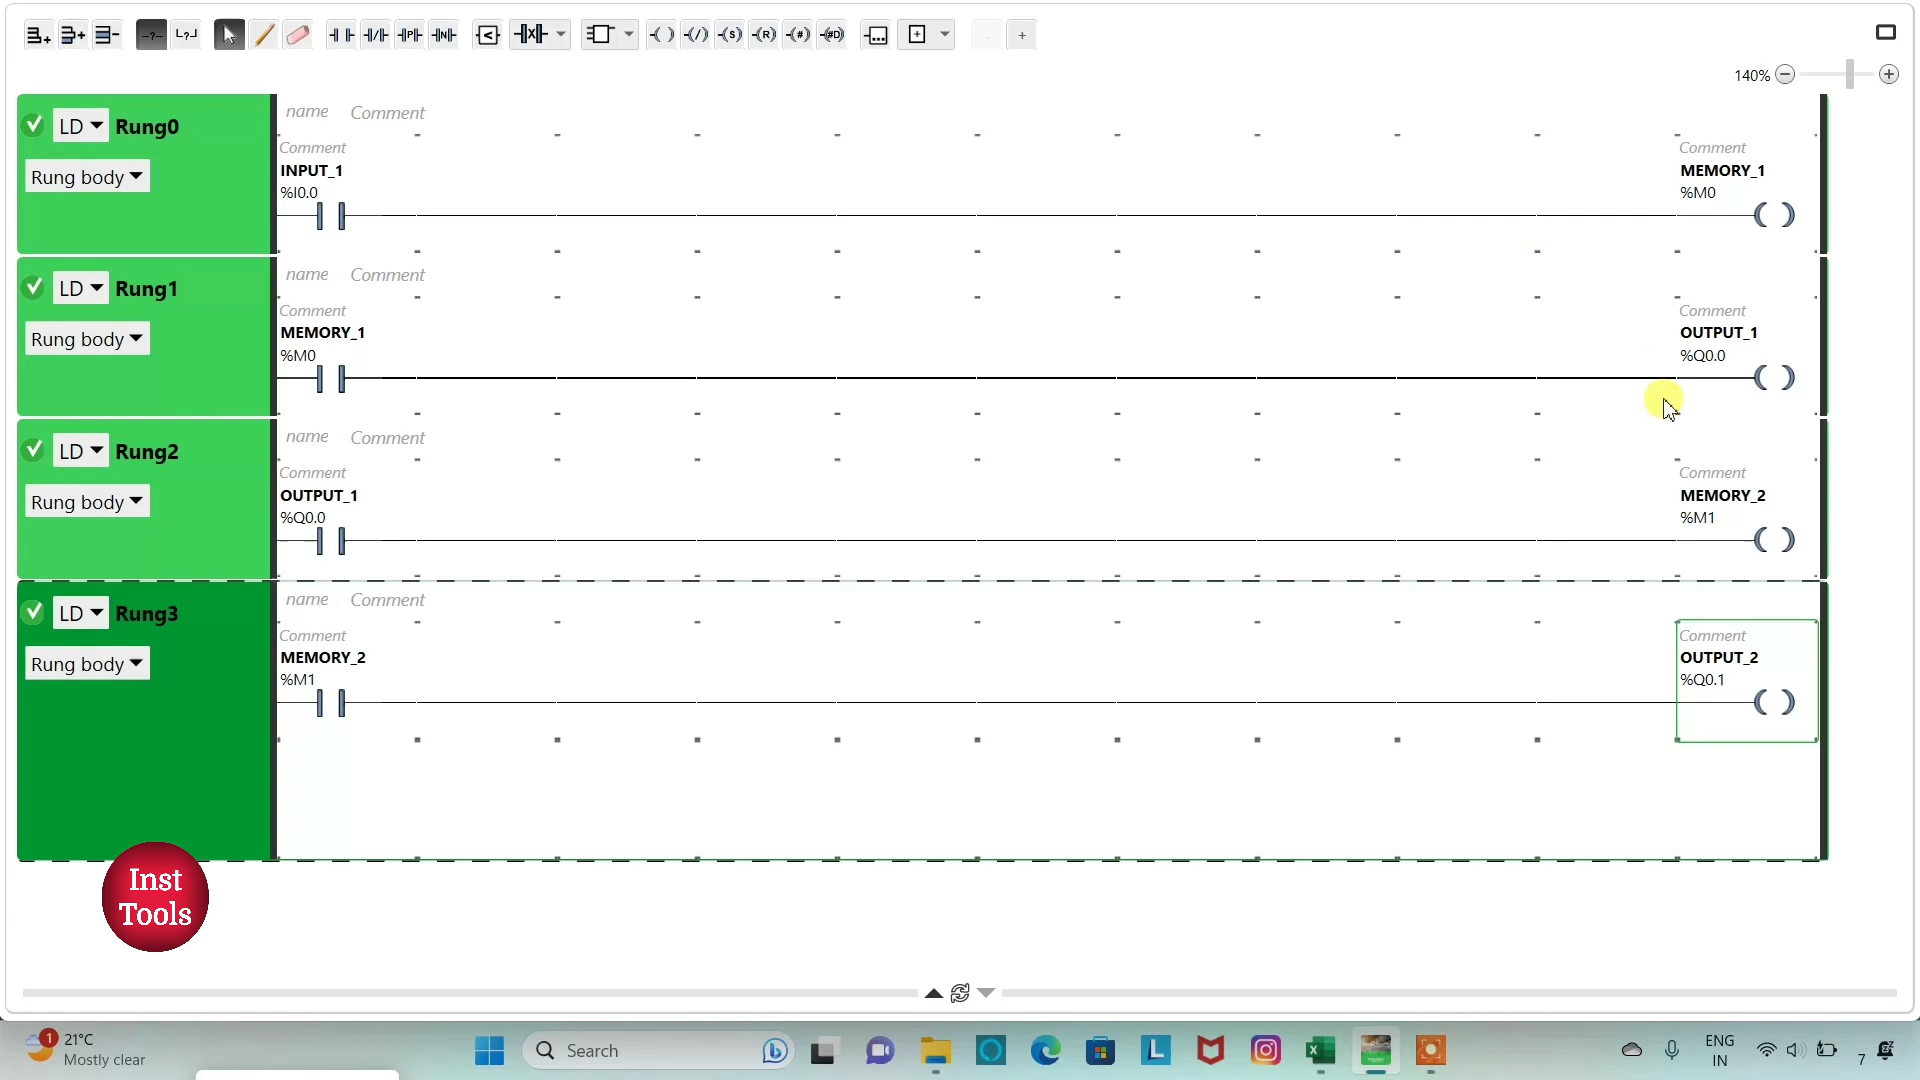 140%
LD Rung0
Rung body
name Comment
Comment
INPUT_1
%I0.0
Comment
MEMORY_1
%M0
LD Rung1
Rung body
name Comment
Comment
MEMORY_1
%M0
Comment
OUTPUT_1
%Q0.0
LD Rung2
Rung body
name Comment
Comment
OUTPUT_1
%Q0.0
Comment
MEMORY_2
%M1
LD Rung3
Rung body
name Comment
Comment
MEMORY_2
%M1
Comment
OUTPUT_2
%Q0.1
Inst
Tools
1
21°C
Mostly clear
Search
ENG
IN
7